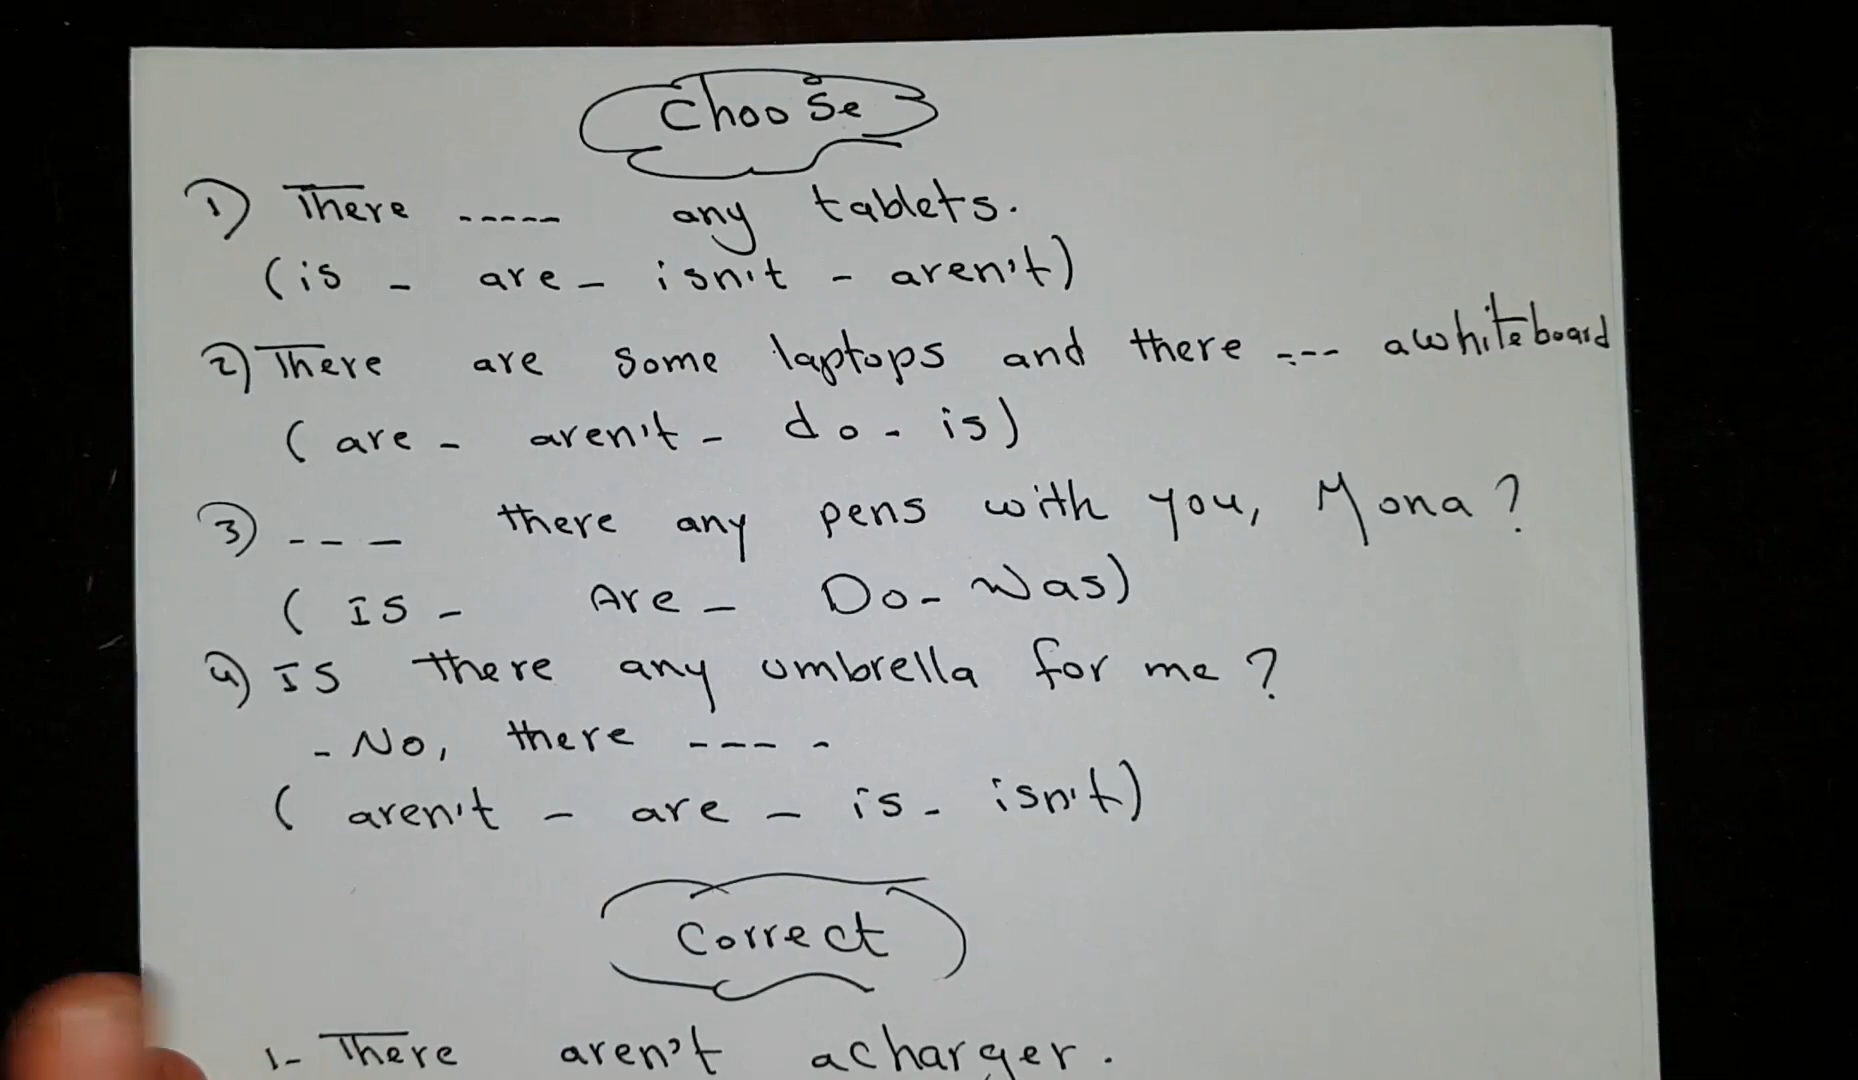 Choose
1) There ----- any tablets.
(is - are - isn't - aren't)
2) There are some laptops and there ---- a whiteboard
(are - aren't - do - is)
3) --- there any pens with you, Mona?
(Is - Are - Do - Was)
4) Is there any umbrella for me?
- No, there ---- .
(aren't - are - is - isn't)
Correct
1- There aren't a charger.